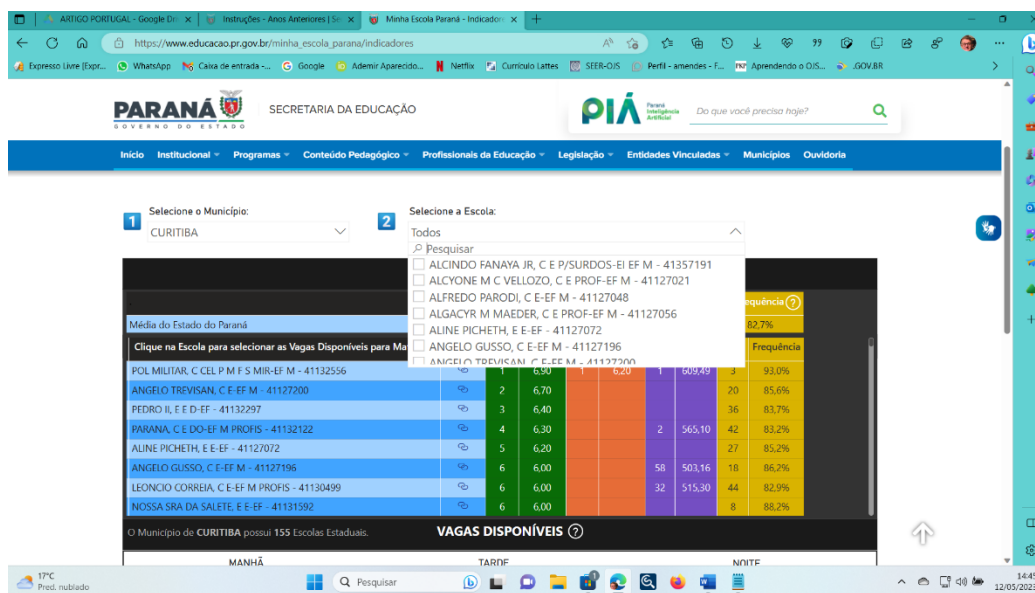 ARTIGO PORTUGAL - Google Dri
Instruções - Anos Anteriores | Se
Minha Escola Paraná - Indicadore
https://www.educacao.pr.gov.br/minha_escola_parana/indicadores
Expresso Livre [Expr... WhatsApp Caixa de entrada -... Google Ademir Aparecido... Netflix Currículo Lattes SEER-OJS Perfil - amendes - F... PKP Aprendendo o OJS... .GOV.BR
PARANÁ
GOVERNO DO ESTADO
SECRETARIA DA EDUCAÇÃO
PIÁ Paraná Inteligência Artificial
Do que você precisa hoje?
Início Institucional Programas Conteúdo Pedagógico Profissionais da Educação Legislação Entidades Vinculadas Municípios Ouvidoria
1 Selecione o Município:
CURITIBA
2 Selecione a Escola:
Todos
Pesquisar
ALCINDO FANAYA JR, C E P/SURDOS-EI EF M - 41357191
ALCYONE M C VELLOZO, C E PROF-EF M - 41127021
ALFREDO PARODI, C E-EF M - 41127048
ALGACYR M MAEDER, C E PROF-EF M - 41127056
ALINE PICHETH, E E-EF - 41127072
ANGELO GUSSO, C E-EF M - 41127196
ANGELO TREVISAN, C E-EF M - 41127200
equência ?
Média do Estado do Paraná 82,7%
Clique na Escola para selecionar as Vagas Disponíveis para Ma Frequência
POL MILITAR, C CEL P M F S MIR-EF M - 41132556 1 6,90 1 6,20 1 609,49 3 93,0%
ANGELO TREVISAN, C E-EF M - 41127200 2 6,70 20 85,6%
PEDRO II, E E D-EF - 41132297 3 6,40 36 83,7%
PARANA, C E DO-EF M PROFIS - 41132122 4 6,30 2 565,10 42 83,2%
ALINE PICHETH, E E-EF - 41127072 5 6,20 27 85,2%
ANGELO GUSSO, C E-EF M - 41127196 6 6,00 58 503,16 18 86,2%
LEONCIO CORREIA, C E-EF M PROFIS - 41130499 6 6,00 32 515,30 44 82,9%
NOSSA SRA DA SALETE, E E-EF - 41131592 6 6,00 8 88,2%
O Município de CURITIBA possui 155 Escolas Estaduais. VAGAS DISPONÍVEIS ?
MANHÃ TARDE NOITE
17°C
Pred. nublado
Pesquisar
14:45
12/05/2023